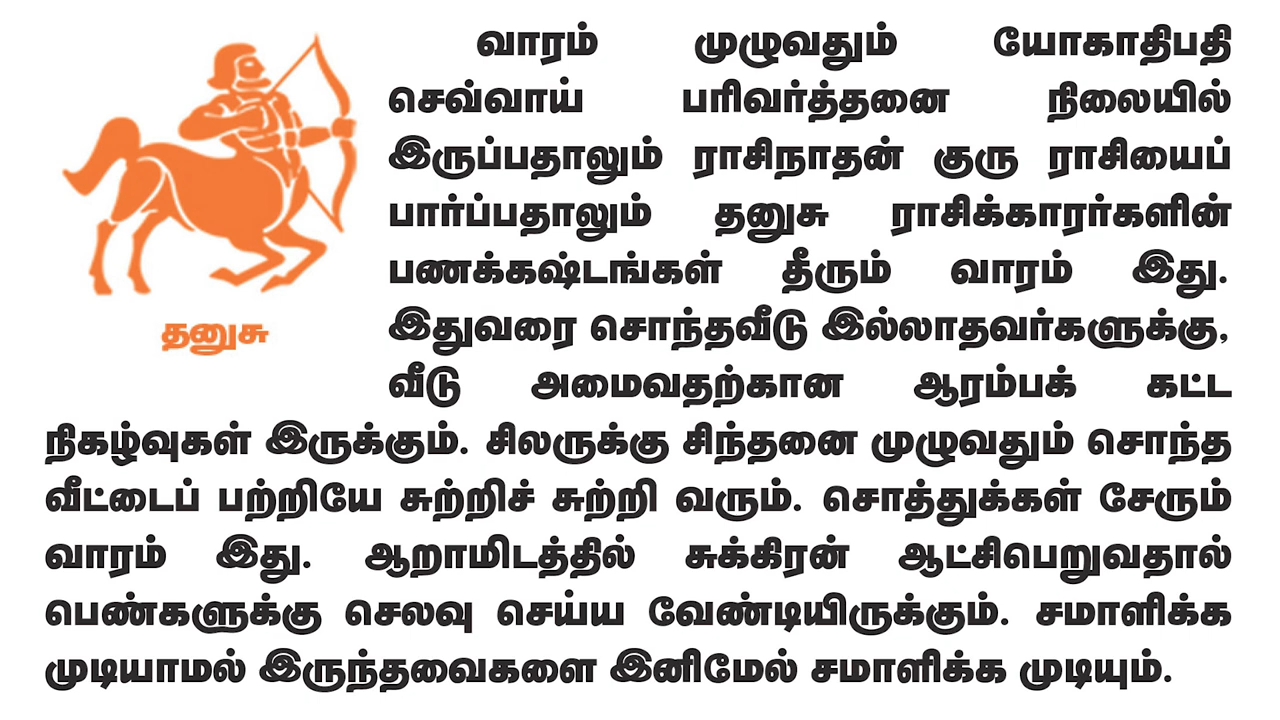 வாரம் முழுவதும் யோகாதிபதி
செவ்வாய் பரிவர்த்தனை நிலையில்
இருப்பதாலும் ராசிநாதன் குரு ராசியைப்
பார்ப்பதாலும் தனுசு ராசிக்காரர்களின்
பணக்கஷ்டங்கள் தீரும் வாரம் இது.
இதுவரை சொந்தவீடு இல்லாதவர்களுக்கு,
வீடு அமைவதற்கான ஆரம்பக் கட்ட
தனுசு
நிகழ்வுகள் இருக்கும். சிலருக்கு சிந்தனை முழுவதும் சொந்த
வீட்டைப் பற்றியே சுற்றிச் சுற்றி வரும். சொத்துக்கள் சேரும்
வாரம் இது. ஆறாமிடத்தில் சுக்கிரன் ஆட்சிபெறுவதால்
பெண்களுக்கு செலவு செய்ய வேண்டியிருக்கும். சமாளிக்க
முடியாமல் இருந்தவைகளை இனிமேல் சமாளிக்க முடியும்.